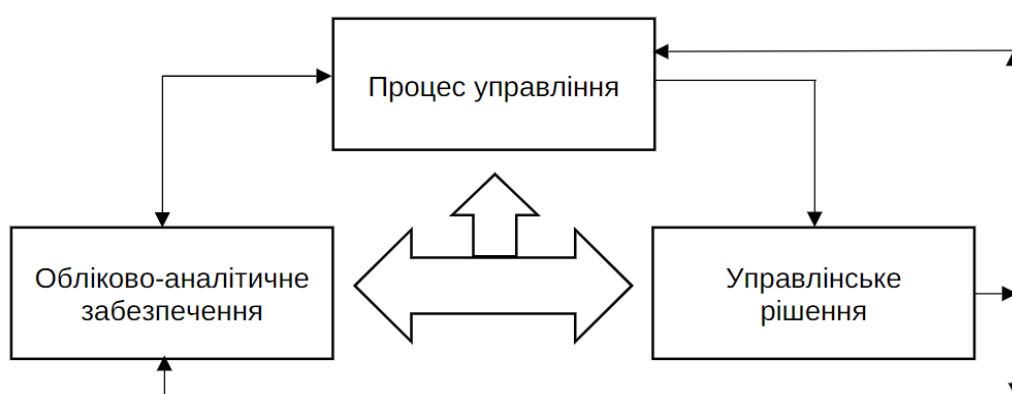 Процес управління
Обліково-аналітичне
забезпечення
Управлінське
рішення